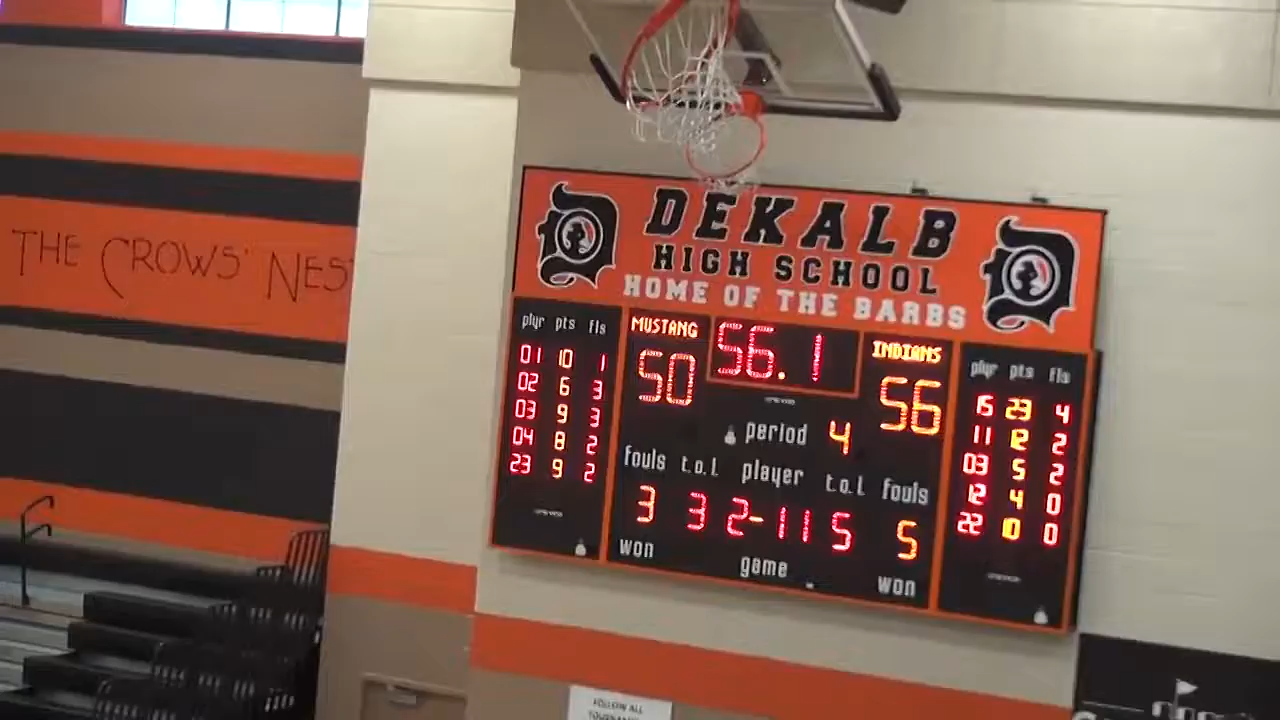 THE CROWS' NEST
DEKALB
HIGH SCHOOL
HOME OF THE BARBS
plyr pts fls
01 10 1
02 6 3
03 9 3
04 8 2
23 9 2
MUSTANG 56.1 INDIANS
50 56
period 4
fouls t.o.l player t.o.l fouls
3 3 2-11 5 5
won game won
plyr pts fls
15 23 4
11 12 2
03 5 2
12 4 0
22 0 0
FOLLOW ALL